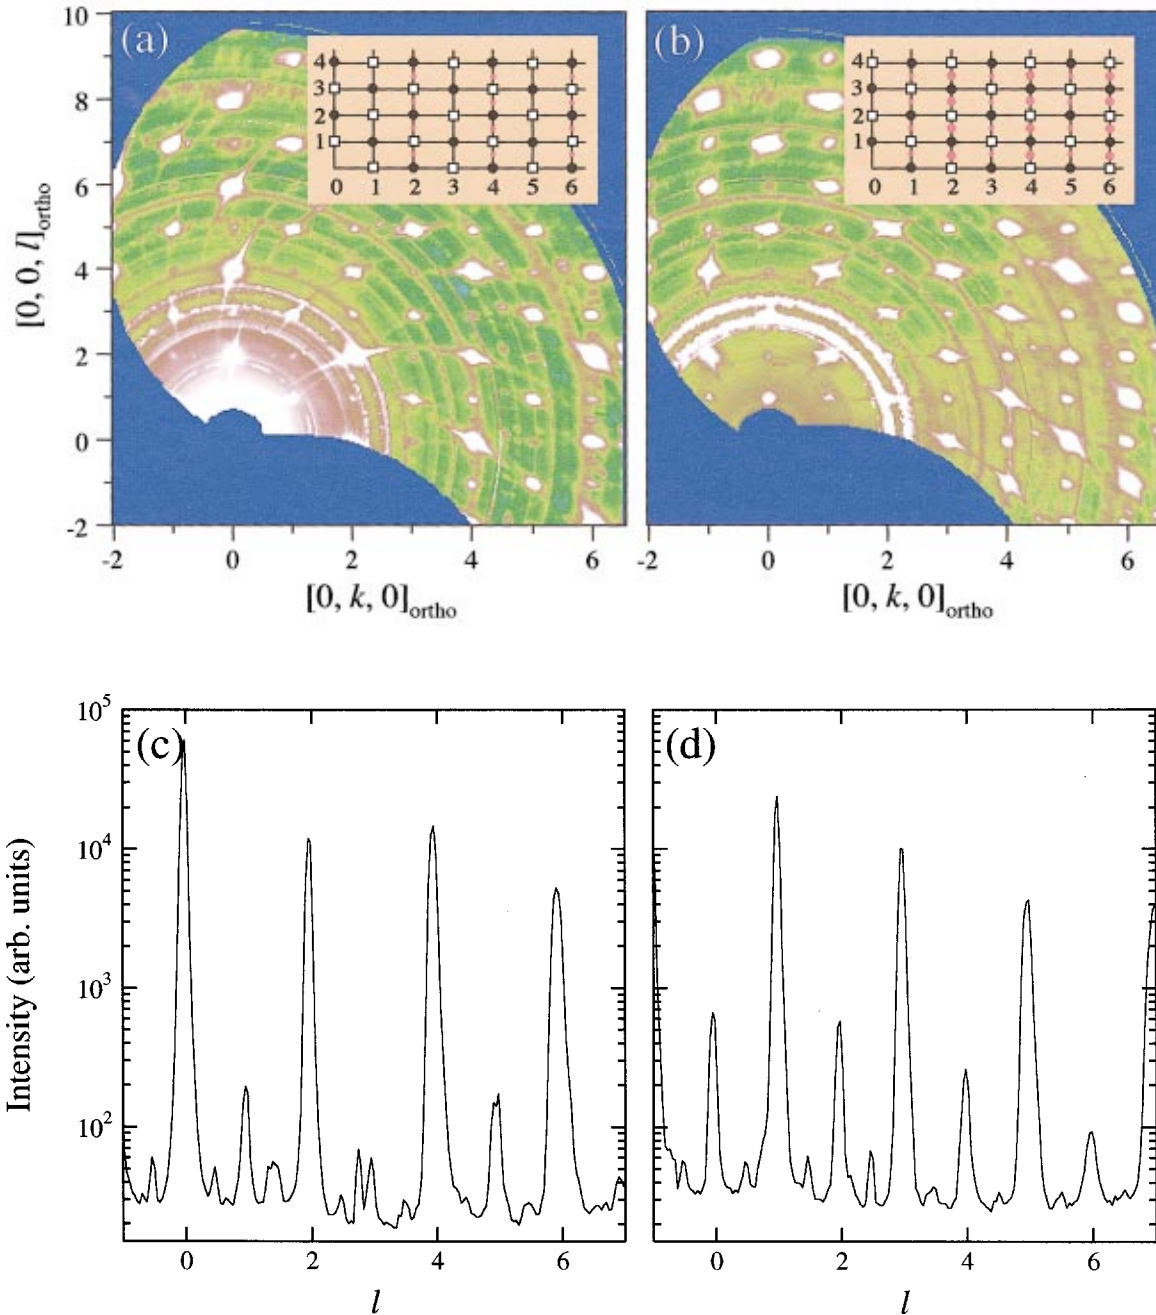 (a)
(b)
10
8
6
4
2
0
-2
[0, 0, l]ortho
4
3
2
1
0 1 2 3 4 5 6
4
3
2
1
0 1 2 3 4 5 6
-2 0 2 4 6
-2 0 2 4 6
[0, k, 0]ortho
[0, k, 0]ortho
(c)
(d)
10^5
10^4
10^3
10^2
Intensity (arb. units)
0 2 4 6
0 2 4 6
l
l